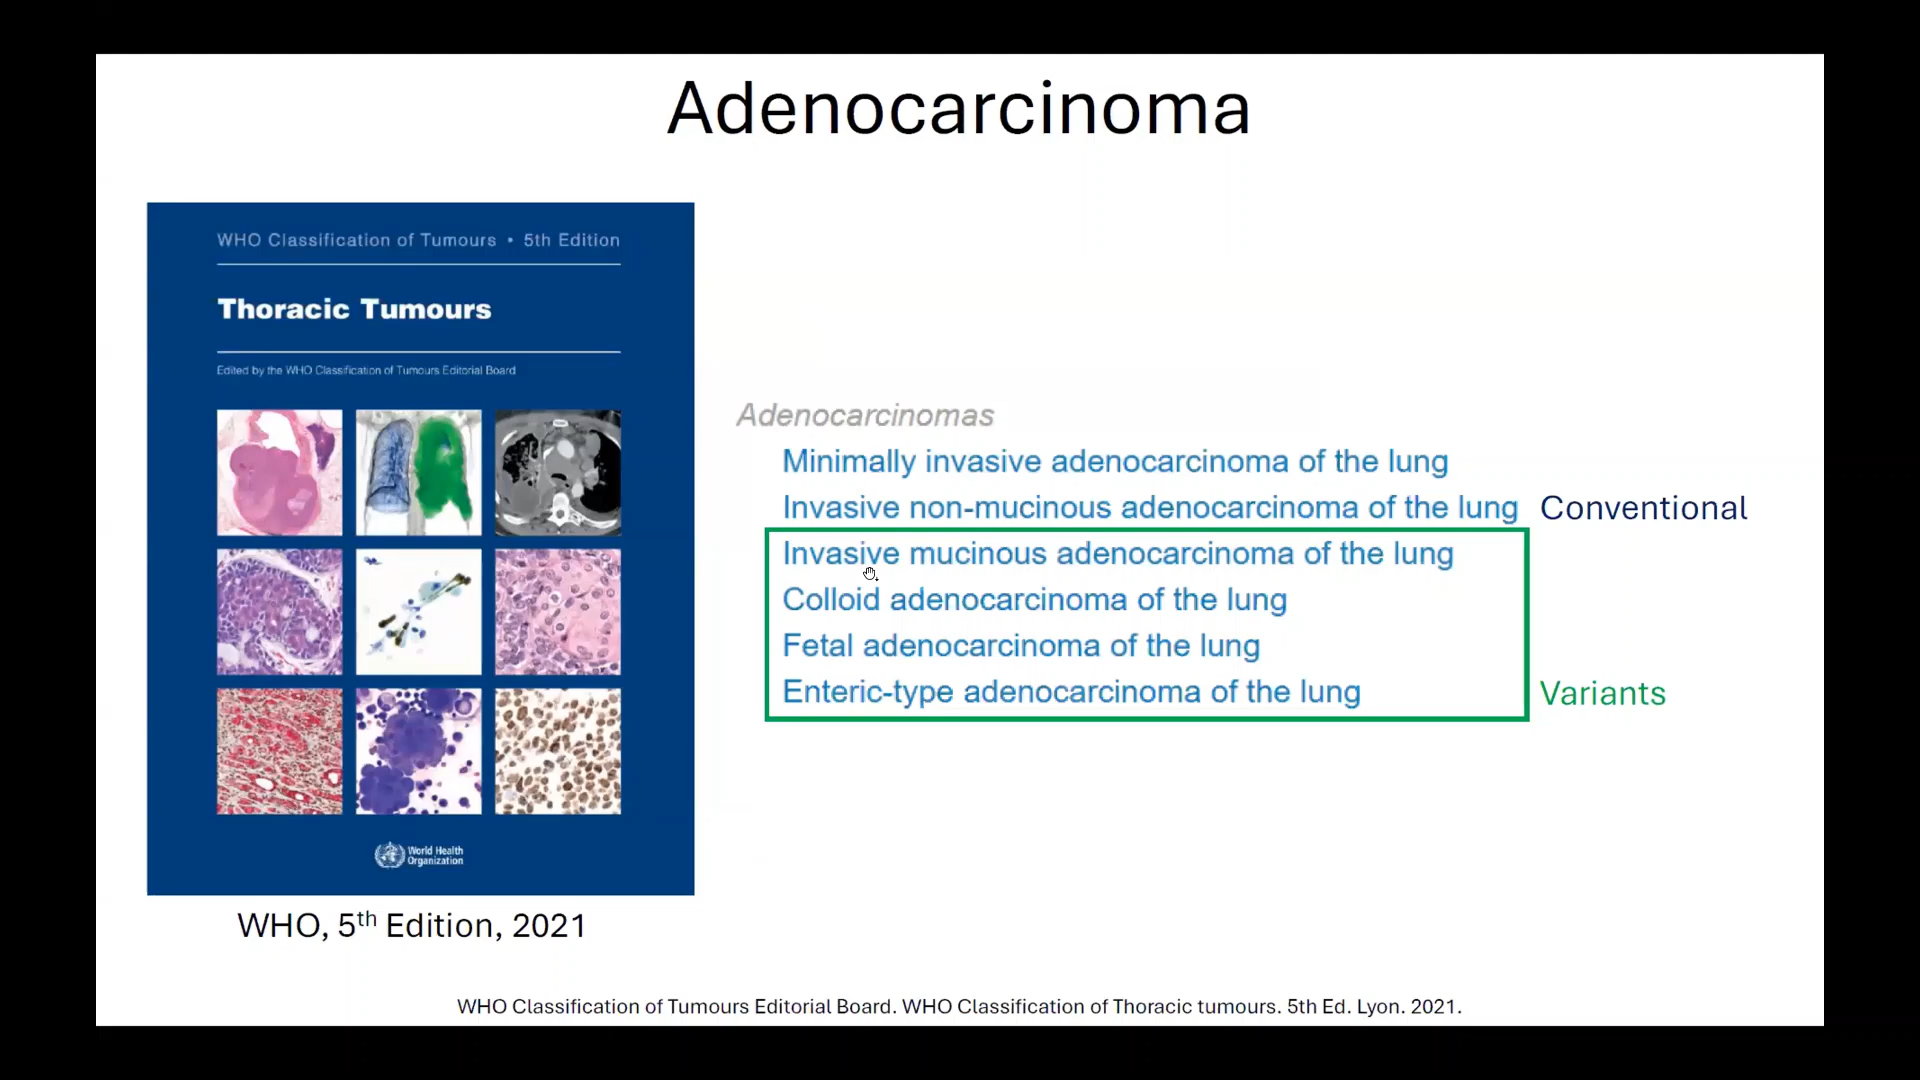 Adenocarcinoma
WHO Classification of Tumours • 5th Edition
Thoracic Tumours
Edited by the WHO Classification of Tumours Editorial Board
World Health
Organization
WHO, 5th Edition, 2021
Adenocarcinomas
Minimally invasive adenocarcinoma of the lung
Invasive non-mucinous adenocarcinoma of the lung Conventional
Invasive mucinous adenocarcinoma of the lung
Colloid adenocarcinoma of the lung
Fetal adenocarcinoma of the lung
Enteric-type adenocarcinoma of the lung Variants
WHO Classification of Tumours Editorial Board. WHO Classification of Thoracic tumours. 5th Ed. Lyon. 2021.